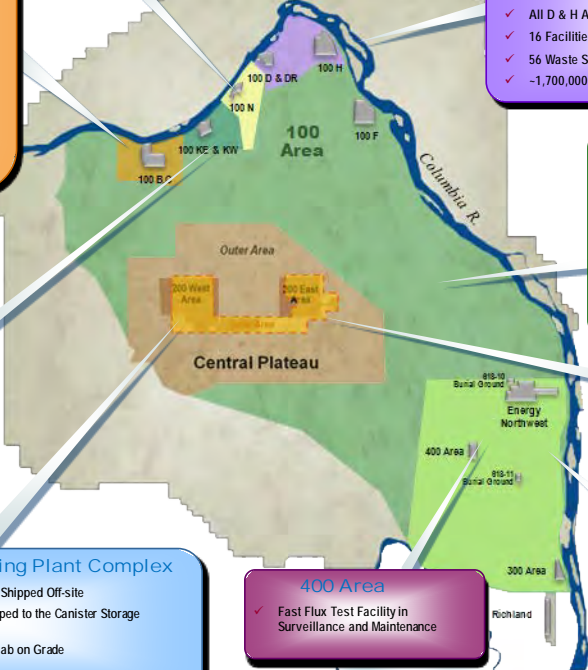 All D & H A
16 Facilitie
56 Waste S
~1,700,000
100 H
100 D & DR
100 N
100
Area
100 F
100 KE & KW
100 B C
Columbia R.
Outer Area
200 West
Area
200 East
Area
Central Plateau
618-10
Burial Ground
Energy
Northwest
400 Area
618-11
Burial Ground
300 Area
Richland
ing Plant Complex
Shipped Off-site
ped to the Canister Storage
ab on Grade
400 Area
Fast Flux Test Facility in
Surveillance and Maintenance